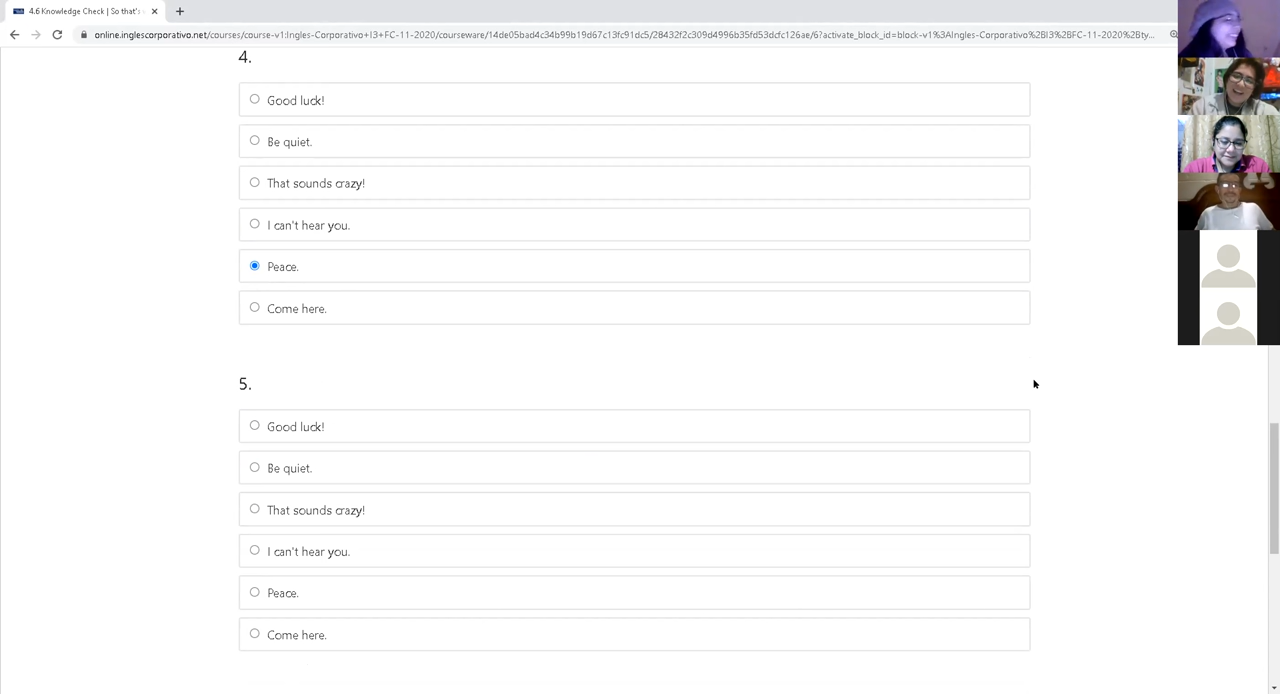 4.6 Knowledge Check | So that's
online.inglescorporativo.net/courses/course-v1:Ingles-Corporativo+I3+FC-11-2020/courseware/14de05bd4c34b99b19d67c13fc91dc5/28432f2c309d4996b35fd53dcfc126ae/6?activate_block_id=block-v1%3AIngles-Corporativo%2BI3%2BFC-11-2020%2Bty...
4.
Good luck!
Be quiet.
That sounds crazy!
I can't hear you.
Peace.
Come here.
5.
Good luck!
Be quiet.
That sounds crazy!
I can't hear you.
Peace.
Come here.